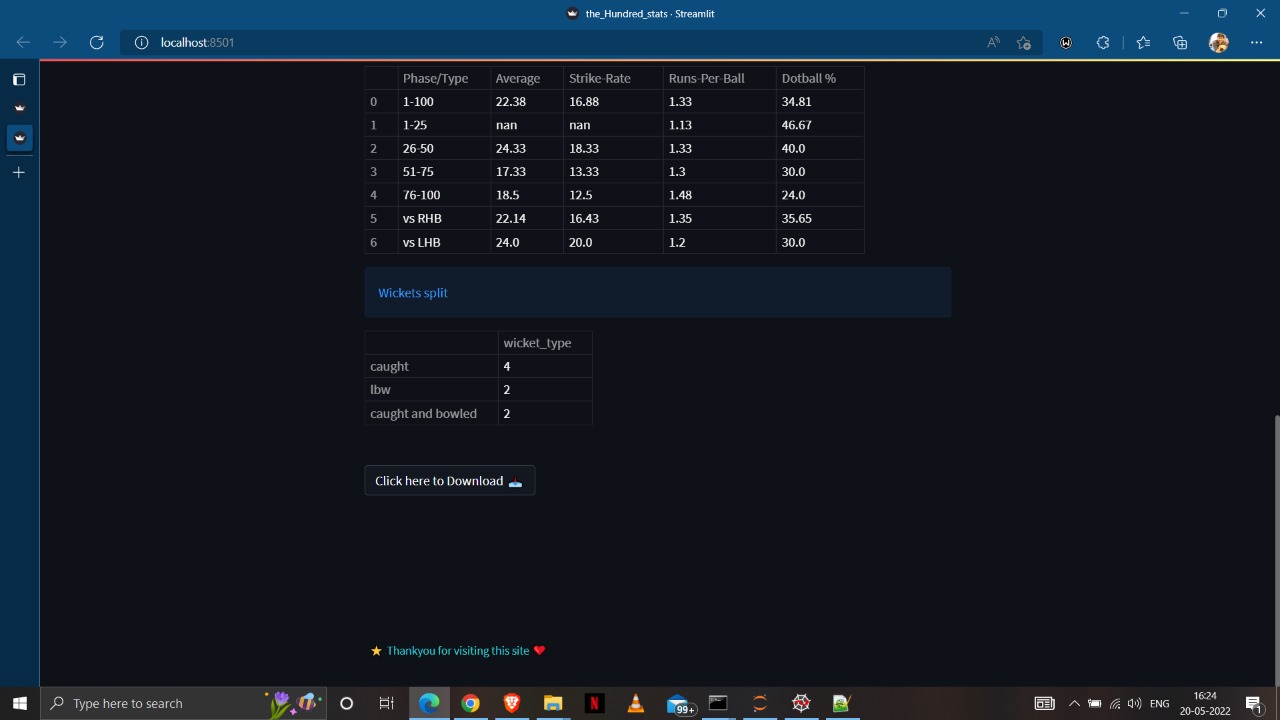 the_Hundred_stats · Streamlit
localhost:8501
Phase/Type Average Strike-Rate Runs-Per-Ball Dotball %
0 1-100 22.38 16.88 1.33 34.81
1 1-25 nan nan 1.13 46.67
2 26-50 24.33 18.33 1.33 40.0
3 51-75 17.33 13.33 1.3 30.0
4 76-100 18.5 12.5 1.48 24.0
5 vs RHB 22.14 16.43 1.35 35.65
6 vs LHB 24.0 20.0 1.2 30.0
Wickets split
wicket_type
caught 4
lbw 2
caught and bowled 2
Click here to Download
Thankyou for visiting this site
Type here to search
99+
ENG
16:24
20-05-2022
1